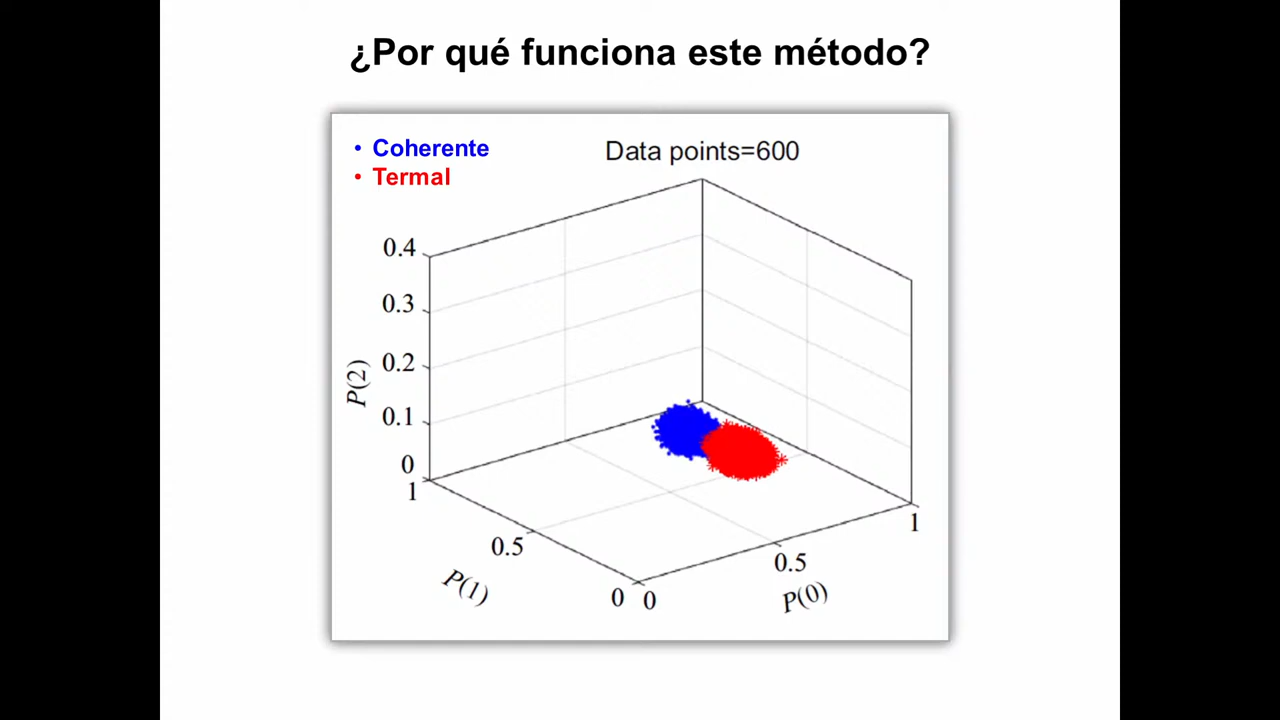 ¿Por qué funciona este método?
• Coherente
• Termal
Data points=600
0.4
0.3
0.2
0.1
0
P(2)
1
0.5
0
P(1)
0
0.5
1
P(0)